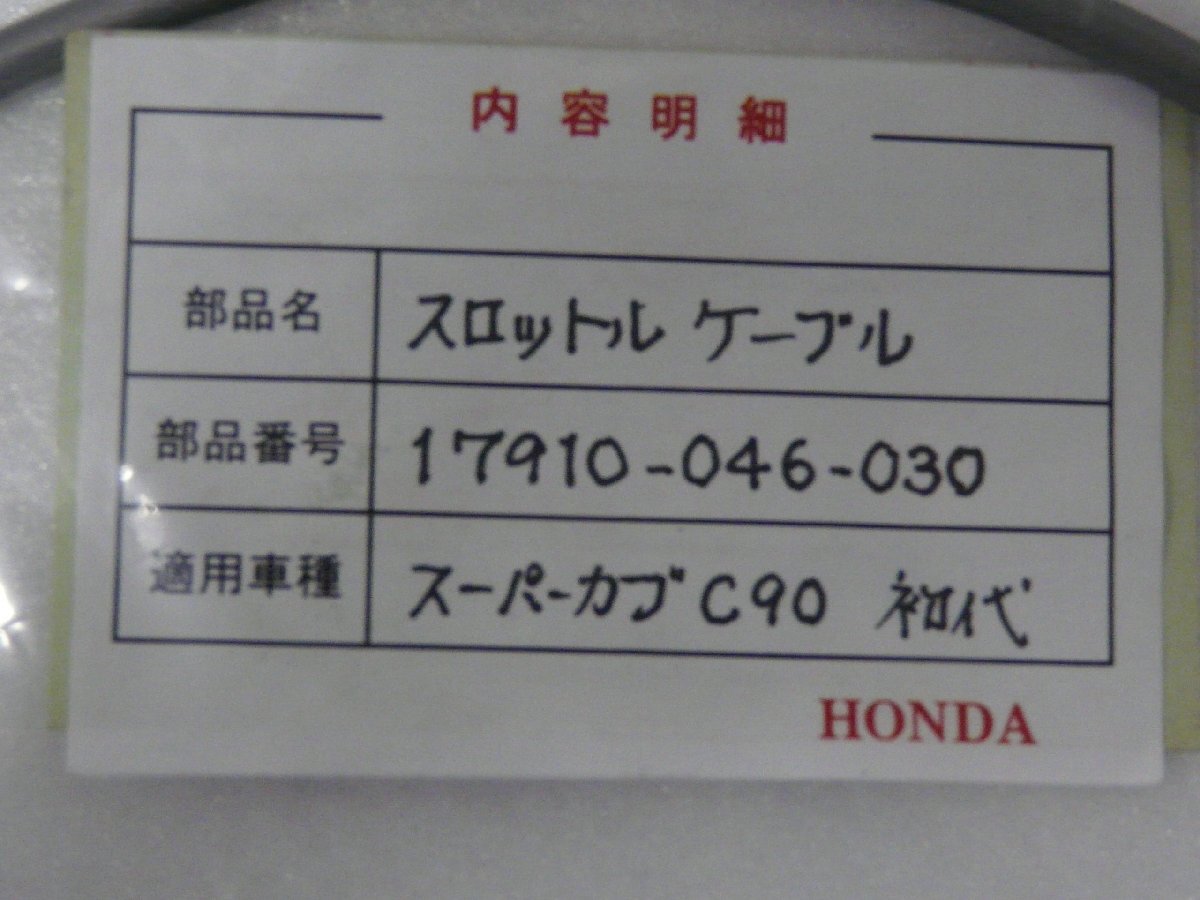 内容明細
部品名 スロットル ケーブル
部品番号 17910-046-030
適用車種 スーパーカブ C90 初代
HONDA